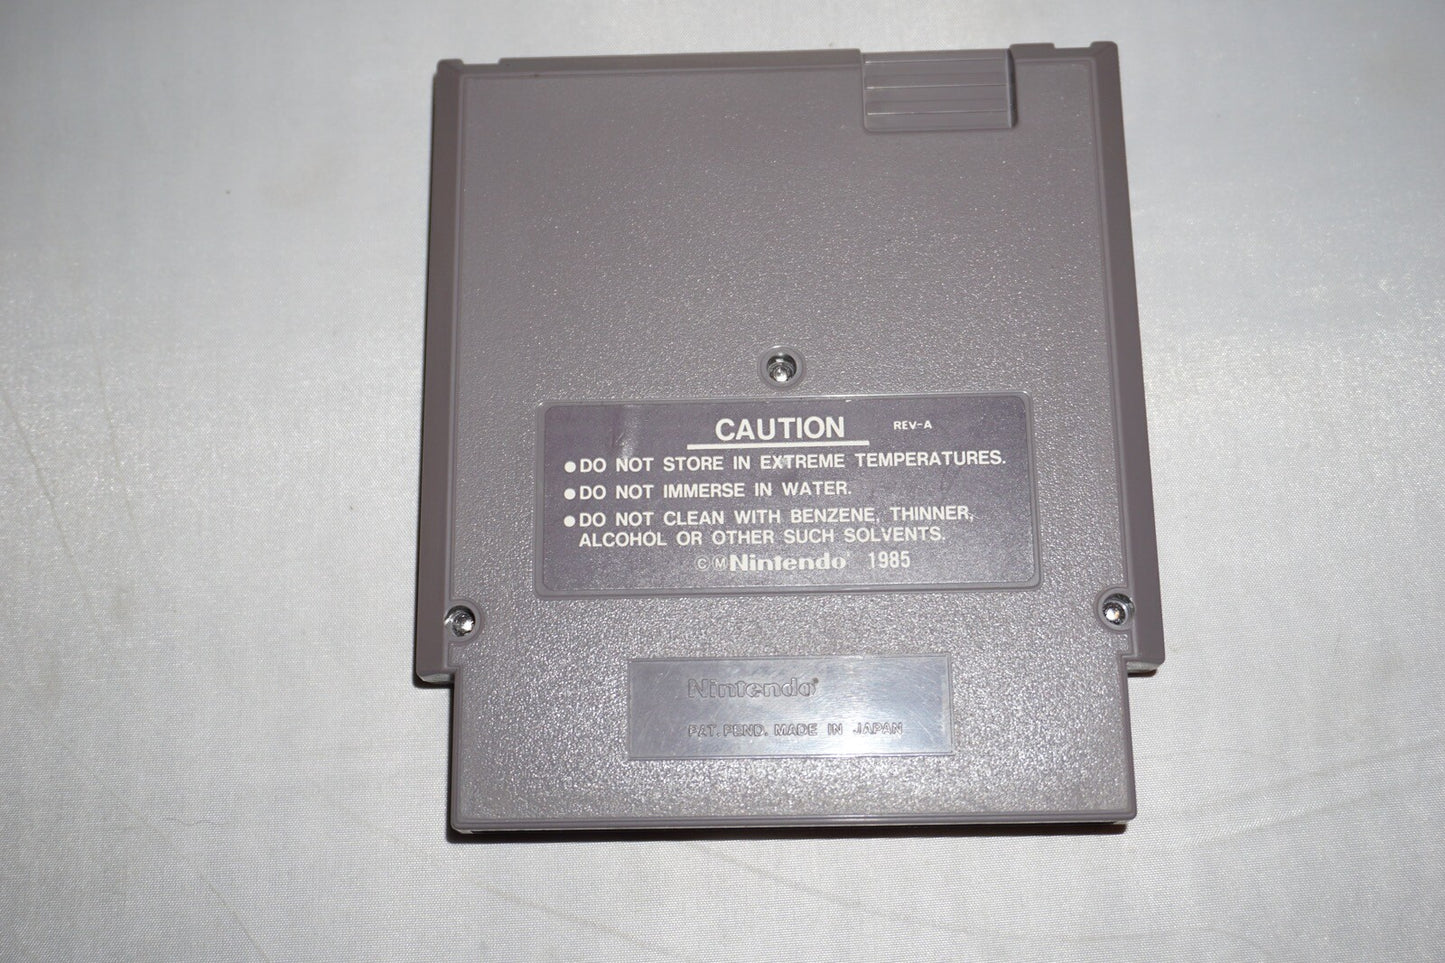 CAUTION REV-A
●DO NOT STORE IN EXTREME TEMPERATURES.
●DO NOT IMMERSE IN WATER.
●DO NOT CLEAN WITH BENZENE, THINNER,
ALCOHOL OR OTHER SUCH SOLVENTS.
ⒸⓂNintendo® 1985
Nintendo®
PAT. PEND. MADE IN JAPAN